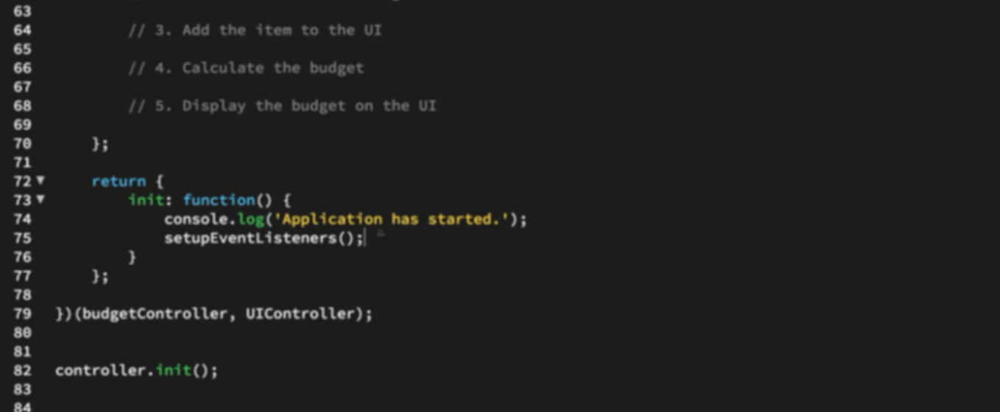 63
64 // 3. Add the item to the UI
65
66 // 4. Calculate the budget
67
68 // 5. Display the budget on the UI
69
70 };
71
72 return {
73 init: function() {
74 console.log('Application has started.');
75 setupEventListeners();
76 }
77 };
78
79 })(budgetController, UIController);
80
81
82 controller.init();
83
84